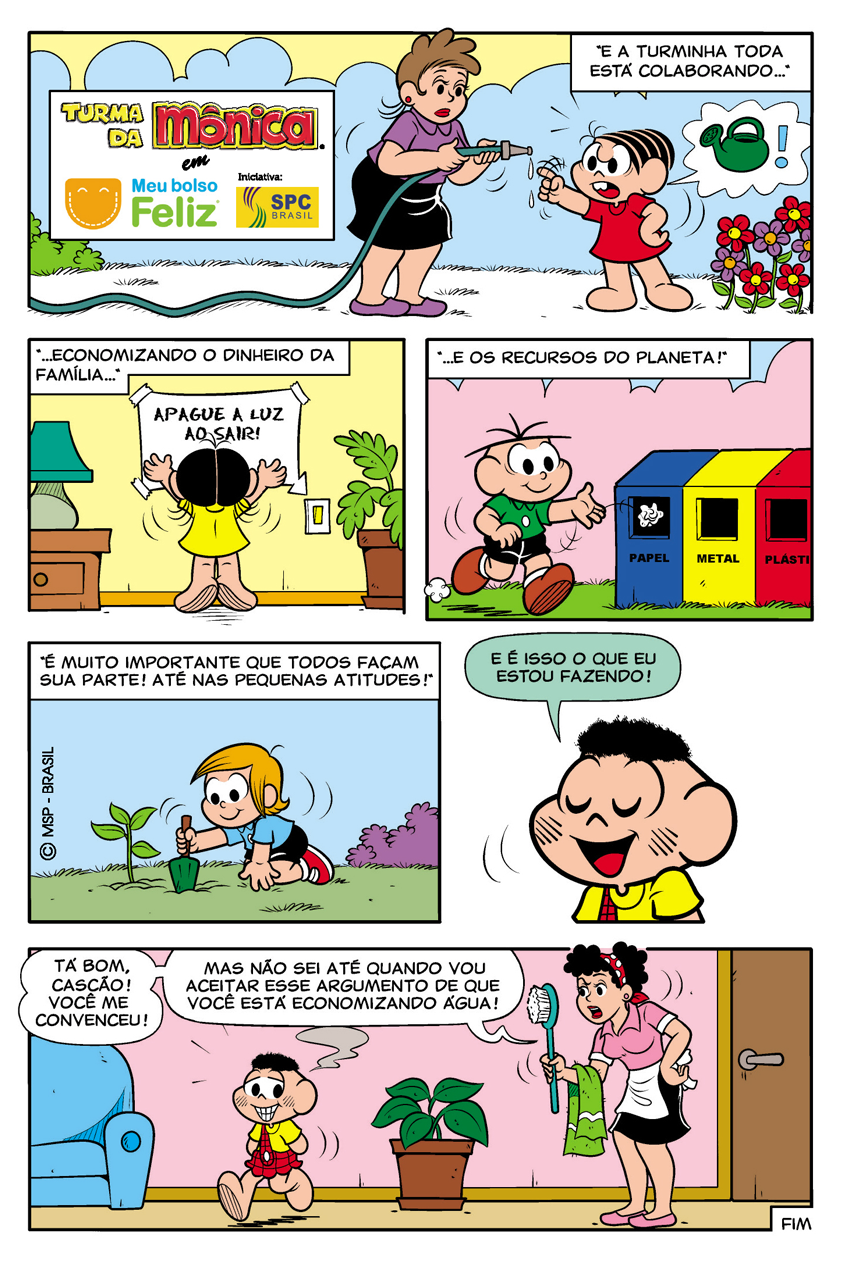 "E A TURMINHA TODA
ESTÁ COLABORANDO..."
TURMA
DA
MÔNICA.
em
Meu bolso
Feliz
Iniciativa:
SPC
BRASIL
!
"...ECONOMIZANDO O DINHEIRO DA
FAMÍLIA..."
APAGUE A LUZ
AO SAIR!
"...E OS RECURSOS DO PLANETA!"
PAPEL
METAL
PLÁSTI
"É MUITO IMPORTANTE QUE TODOS FAÇAM
SUA PARTE! ATÉ NAS PEQUENAS ATITUDES!"
© MSP - BRASIL
E É ISSO O QUE EU
ESTOU FAZENDO!
TÁ BOM,
CASCÃO!
VOCÊ ME
CONVENCEU!
MAS NÃO SEI ATÉ QUANDO VOU
ACEITAR ESSE ARGUMENTO DE QUE
VOCÊ ESTÁ ECONOMIZANDO ÁGUA!
FIM